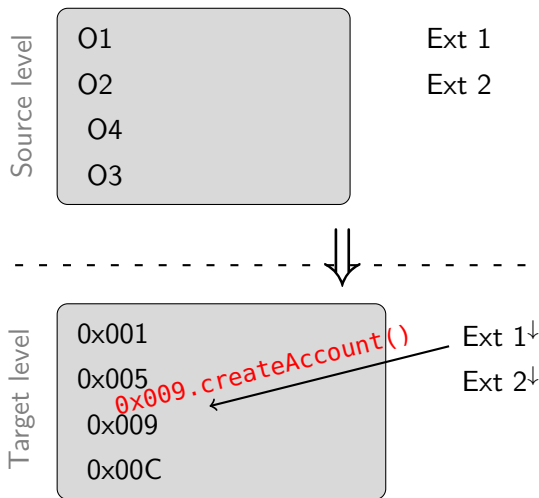 Source level
O1
Ext 1
O2
Ext 2
O4
O3
Target level
0x001
Ext 1↓
0x005
Ext 2↓
0x009.createAccount()
0x009
0x00C